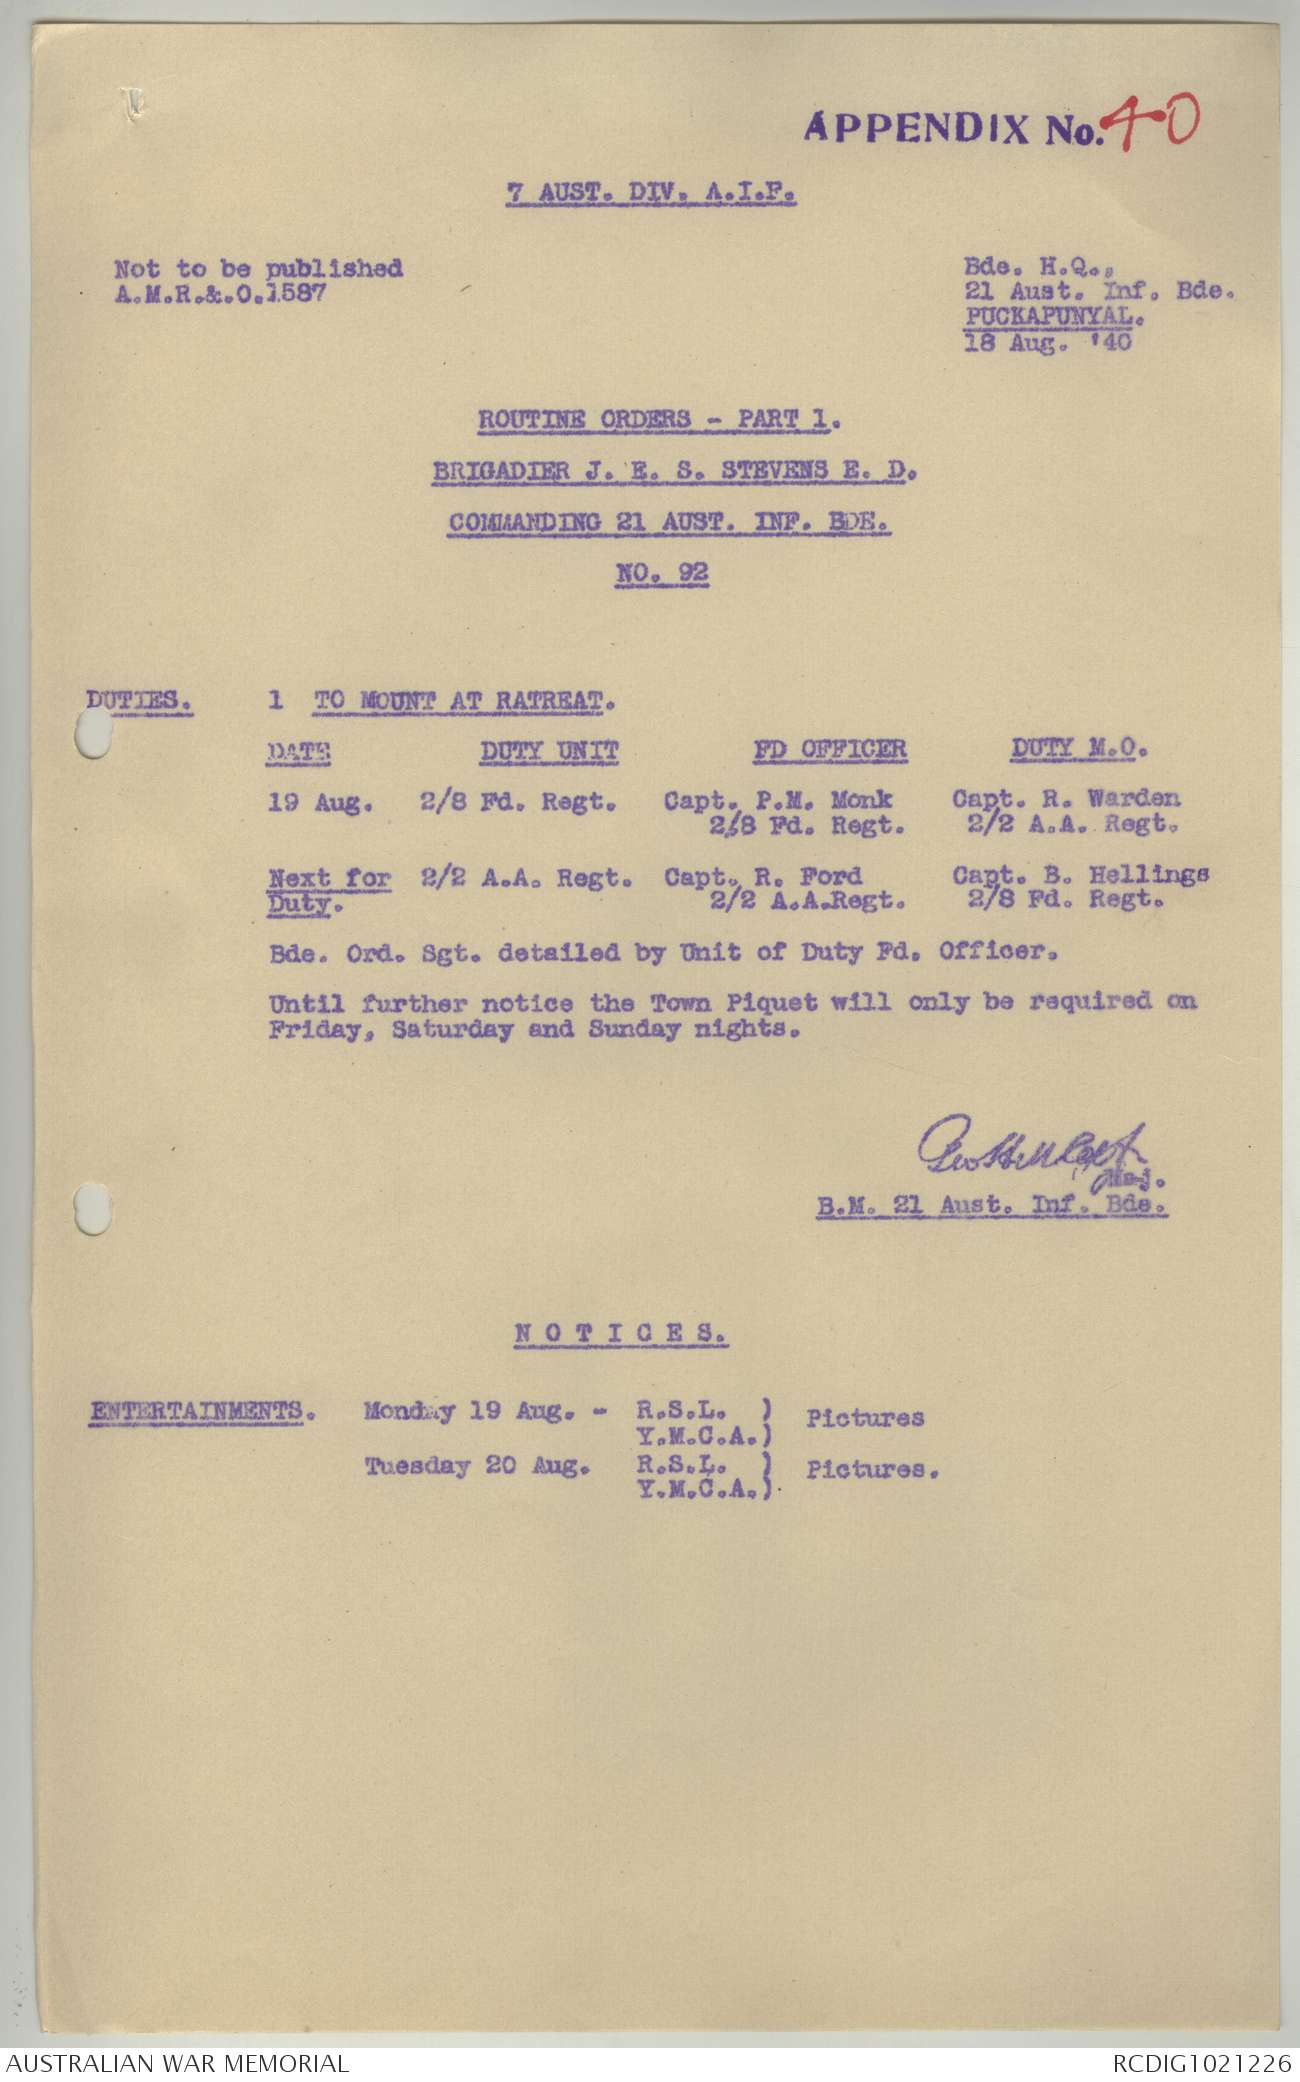 APPENDIX No. 40
7 AUST. DIV. A.I.F.
Not to be published
A.M.R.&.O.1587
Bde. H.Q.,
21 Aust. Inf. Bde.
PUCKAPUNYAL.
18 Aug. '40
ROUTINE ORDERS - PART 1.
BRIGADIER J. E. S. STEVENS E. D.
COMMANDING 21 AUST. INF. BDE.
NO. 92
DUTIES. 1 TO MOUNT AT RATREAT.
DATE DUTY UNIT FD OFFICER DUTY M.O.
19 Aug. 2/8 Fd. Regt. Capt. P.M. Monk Capt. R. Warden
2/8 Fd. Regt. 2/2 A.A. Regt.
Next for 2/2 A.A. Regt. Capt. R. Ford Capt. B. Hellings
Duty. 2/2 A.A.Regt. 2/8 Fd. Regt.
Bde. Ord. Sgt. detailed by Unit of Duty Fd. Officer.
Until further notice the Town Piquet will only be required on
Friday, Saturday and Sunday nights.
Maj.
B.M. 21 Aust. Inf. Bde.
N O T I C E S.
ENTERTAINMENTS. Monday 19 Aug. - R.S.L. ) Pictures
Y.M.C.A.)
Tuesday 20 Aug. R.S.L. ) Pictures.
Y.M.C.A.)
AUSTRALIAN WAR MEMORIAL RCDIG1021226